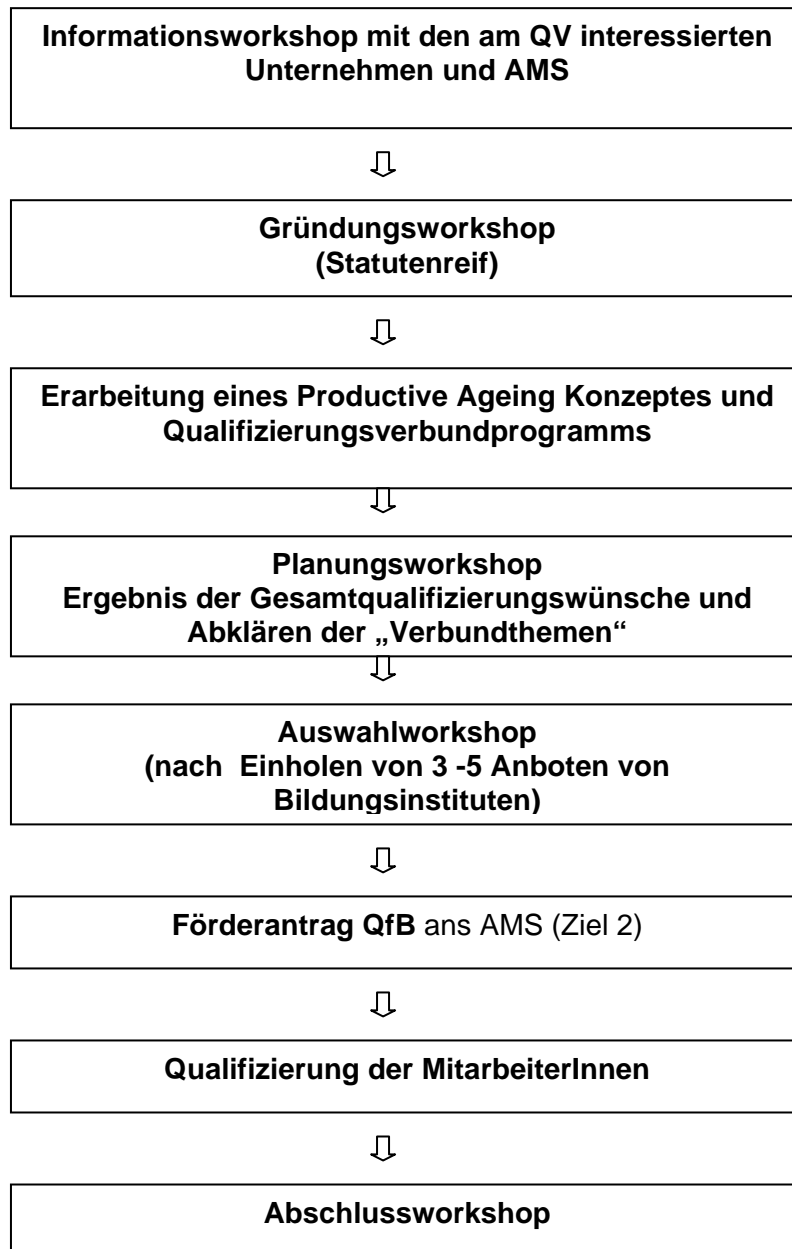 Informationsworkshop mit den am QV interessierten
Unternehmen und AMS
Gründungsworkshop
(Statutenreif)
Erarbeitung eines Productive Ageing Konzeptes und
Qualifizierungsverbundprogramms
Planungsworkshop
Ergebnis der Gesamtqualifizierungswünsche und
Abklären der „Verbundthemen“
Auswahlworkshop
(nach  Einholen von 3 -5 Anboten von
Bildungsinstituten)
Förderantrag QfB ans AMS (Ziel 2)
Qualifizierung der MitarbeiterInnen
Abschlussworkshop